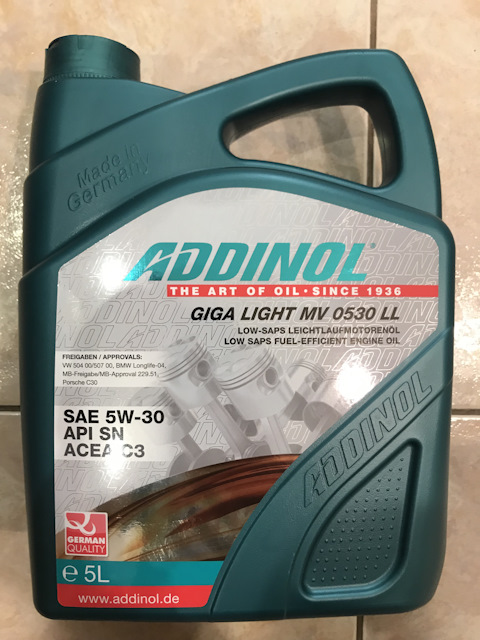 Made in
Germany
ADDINOL®
THE ART OF OIL · SINCE 1936
GIGA LIGHT MV 0530 LL
LOW-SAPS LEICHTLAUFMOTORENÖL
LOW SAPS FUEL-EFFICIENT ENGINE OIL
FREIGABEN / APPROVALS:
VW 504 00/507 00, BMW Longlife-04,
MB-Freigabe/MB-Approval 229.51,
Porsche C30
SAE 5W-30
API SN
ACEA C3
ADDINOL
GERMAN
QUALITY
e 5L
www.addinol.de